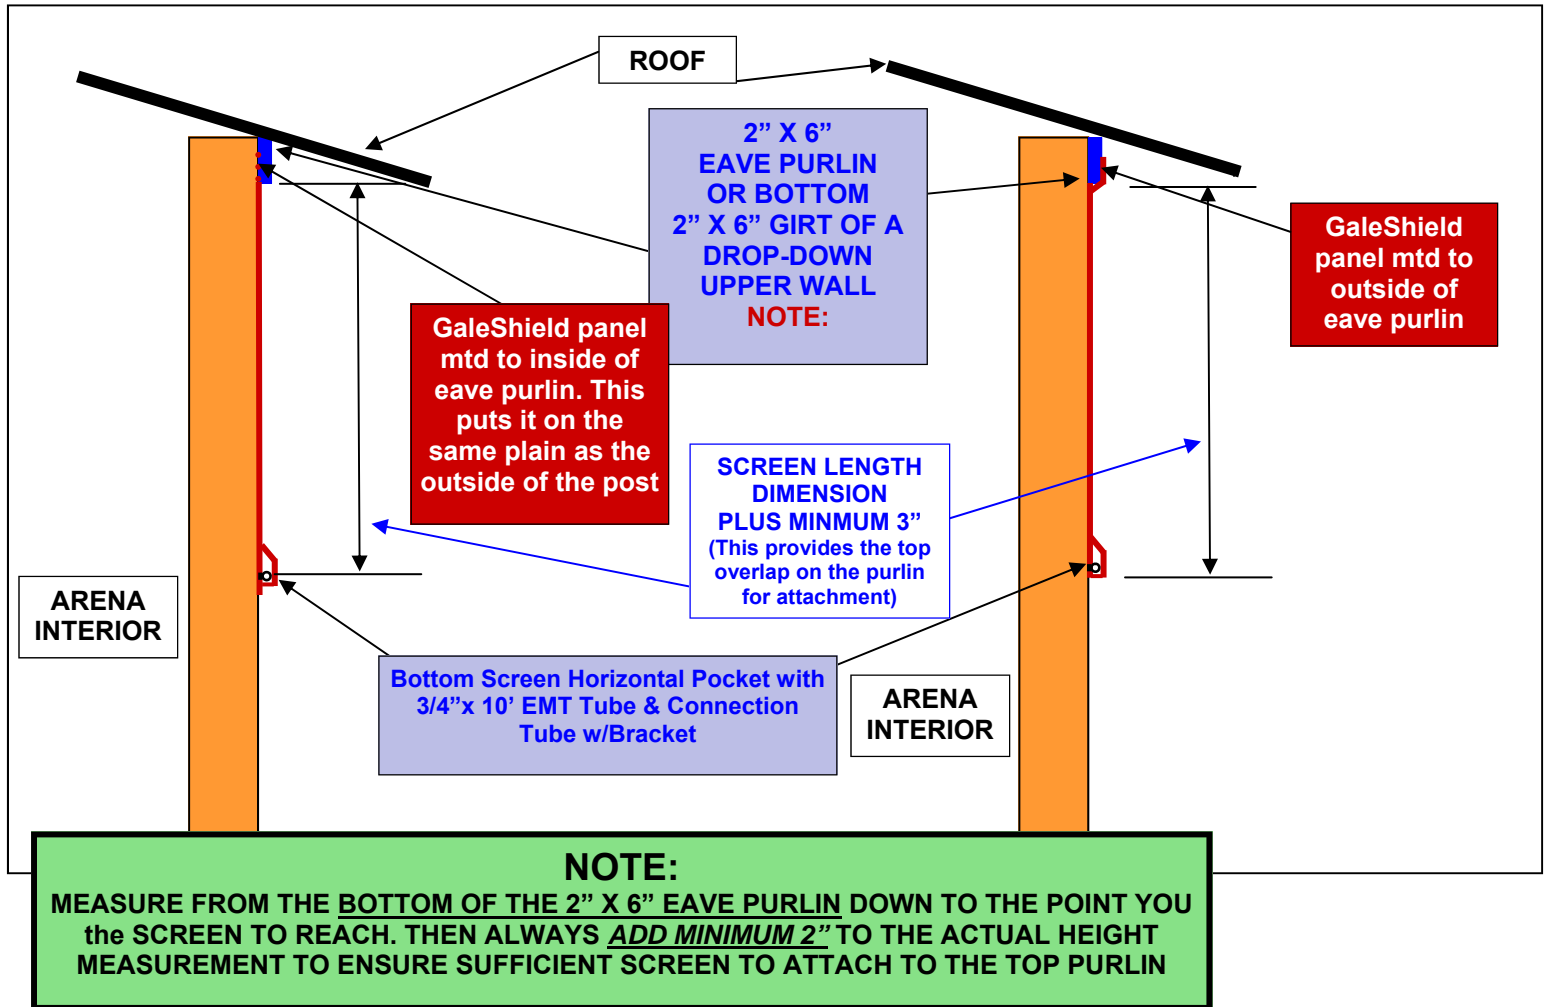 ROOF
2” X 6”
EAVE PURLIN
OR BOTTOM
2” X 6” GIRT OF A
DROP-DOWN
UPPER WALL
NOTE:
GaleShield
panel mtd to
outside of
eave purlin
GaleShield panel
mtd to inside of
eave purlin. This
puts it on the
same plain as the
outside of the post
SCREEN LENGTH
DIMENSION
PLUS MINMUM 3”
(This provides the top
overlap on the purlin
for attachment)
ARENA
INTERIOR
Bottom Screen Horizontal Pocket with
3/4”x 10’ EMT Tube & Connection
Tube w/Bracket
ARENA
INTERIOR
NOTE:
MEASURE FROM THE BOTTOM OF THE 2” X 6” EAVE PURLIN DOWN TO THE POINT YOU
the SCREEN TO REACH. THEN ALWAYS ADD MINIMUM 2” TO THE ACTUAL HEIGHT
MEASUREMENT TO ENSURE SUFFICIENT SCREEN TO ATTACH TO THE TOP PURLIN